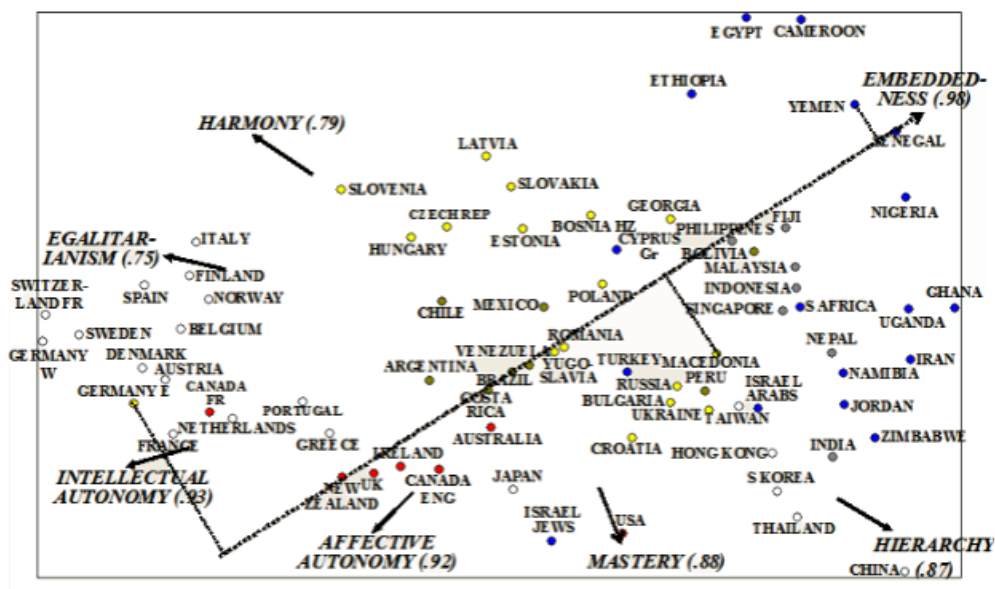 EGYPT CAMEROON
ETHIOPIA
EMBEDDED-
NESS (.98)
YEMEN
SENEGAL
HARMONY (.79)
LATVIA
SLOVENIA
SLOVAKIA
NIGERIA
GEORGIA
CZECH REP
BOSNIA HZ
PHILIPPINES
FIJI
ITALY
EGALITAR-
IANISM (.75)
HUNGARY
ESTONIA
CYPRUS
Gr
BOLIVIA
MALAYSIA
FINLAND
SWITZER-
LAND FR
SPAIN
NORWAY
POLAND
INDONESIA
GHANA
CHILE
MEXICO
SINGAPORE
S AFRICA
UGANDA
SWEDEN
BELGIUM
ROMANIA
NEPAL
GERMANY
W
DENMARK
VENEZUELA
YUGO-
SLAVIA
TURKEY
MACEDONIA
IRAN
AUSTRIA
ARGENTINA
BRAZIL
RUSSIA
PERU
ISRAEL
ARABS
NAMIBIA
GERMANY E
CANADA
FR
COSTA
RICA
BULGARIA
UKRAINE
TAIWAN
JORDAN
PORTUGAL
NETHERLANDS
FRANCE
GREECE
AUSTRALIA
CROATIA
HONG KONG
INDIA
ZIMBABWE
INTELLECTUAL
AUTONOMY (.93)
IRELAND
NEW
ZEALAND
UK
CANADA
ENG
JAPAN
S KOREA
ISRAEL
JEWS
USA
THAILAND
AFFECTIVE
AUTONOMY (.92)
MASTERY (.88)
HIERARCHY
(.87)
CHINA